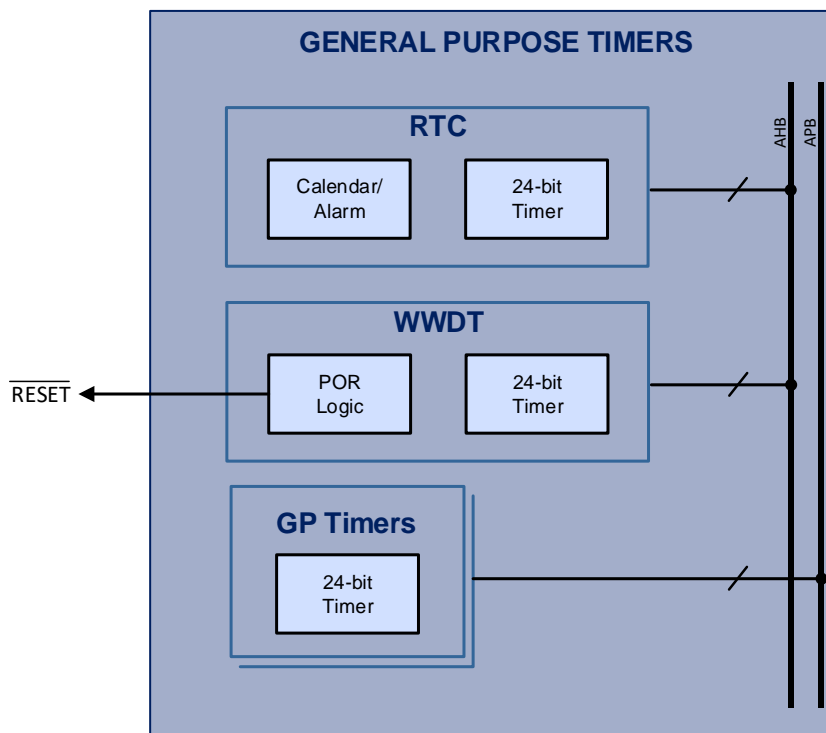 GENERAL PURPOSE TIMERS
AHB
APB
RTC
Calendar/
Alarm
24-bit
Timer
WWDT
RESET
POR
Logic
24-bit
Timer
GP Timers
24-bit
Timer